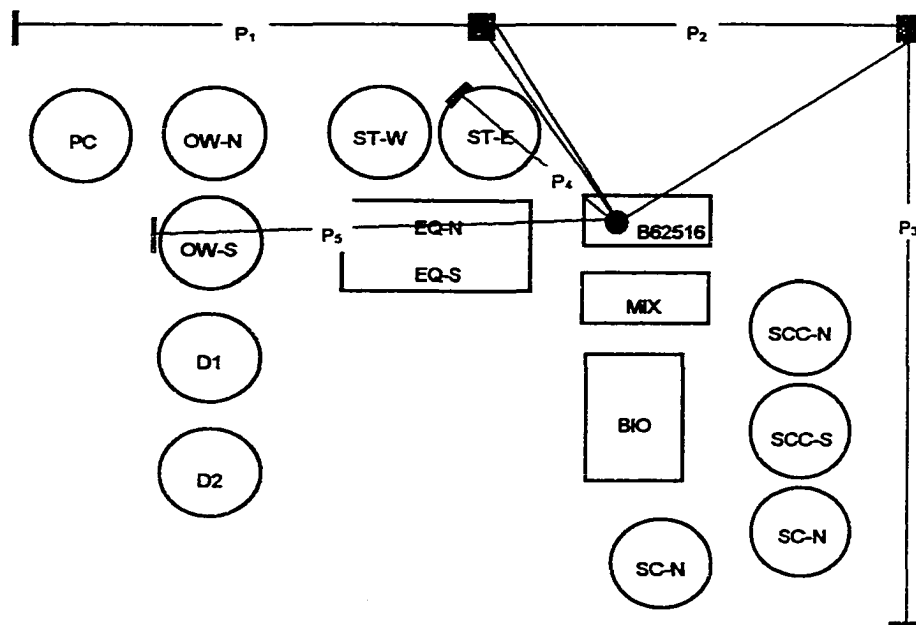 P₁
P₂
PC
OW-N
ST-W
ST-E
P₄
OW-S
P₅
EQ-N
B62516
P₃
EQ-S
MIX
SCC-N
D1
BIO
SCC-S
D2
SC-N
SC-N